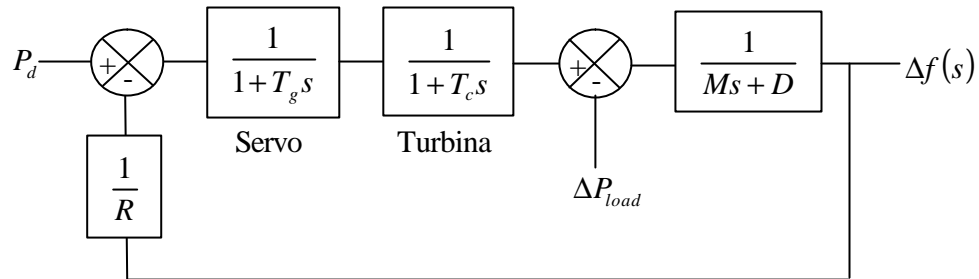 P_d
+
-
1
1 + T_g s
Servo
1
1 + T_c s
Turbina
+
-
ΔP_load
1
Ms + D
Δf(s)
1
R